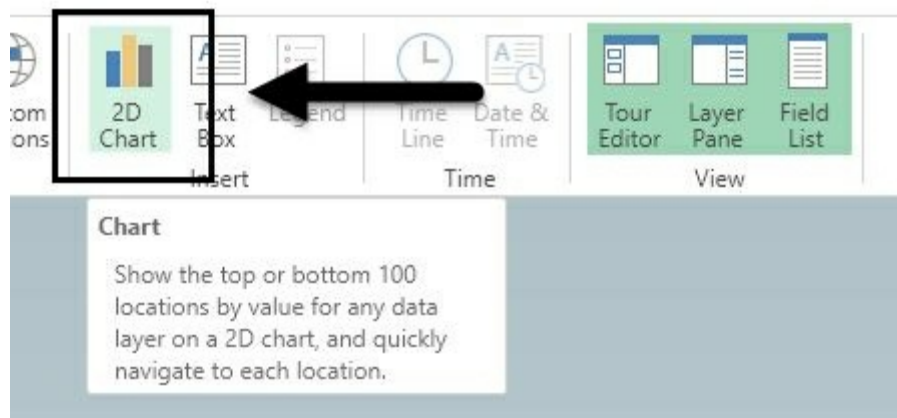 2D
Chart
Text
Box
Legend
Time
Line
Date &
Time
Tour
Editor
Layer
Pane
Field
List
Insert
Time
View
Chart
Show the top or bottom 100
locations by value for any data
layer on a 2D chart, and quickly
navigate to each location.